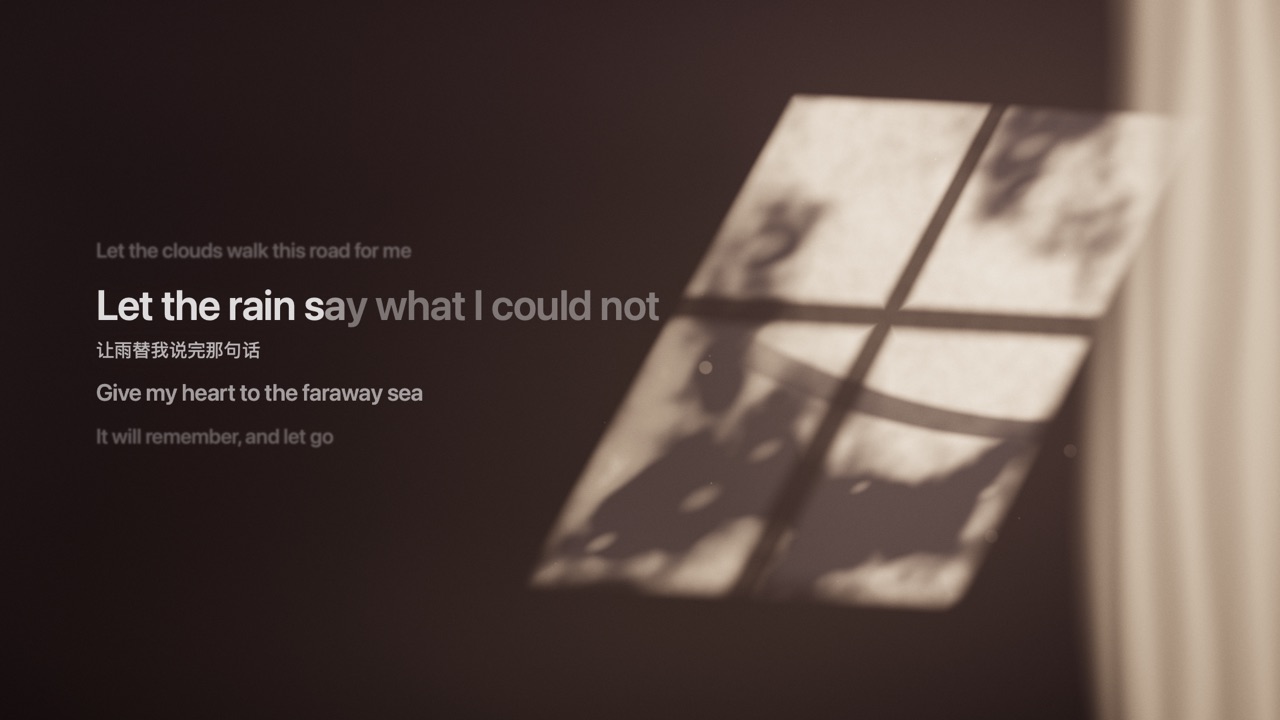 Let the clouds walk this road for me
Let the rain say what I could not
让雨替我说完那句话
Give my heart to the faraway sea
It will remember, and let go